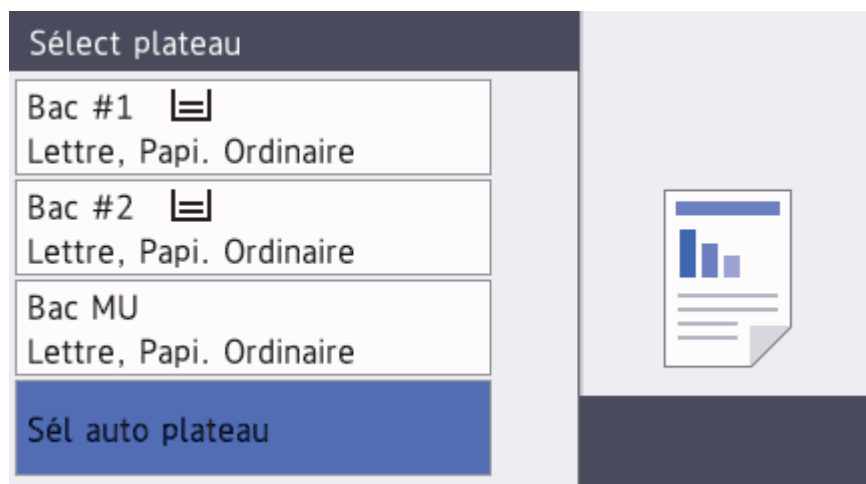 Sélect plateau
Bac #1
Lettre, Papi. Ordinaire
Bac #2
Lettre, Papi. Ordinaire
Bac MU
Lettre, Papi. Ordinaire
Sél auto plateau